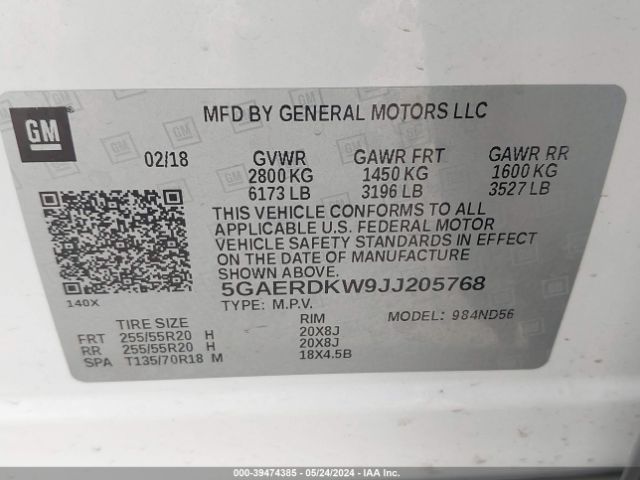 GM
MFD BY GENERAL MOTORS LLC
02/18 GVWR GAWR FRT GAWR RR
2800 KG 1450 KG 1600 KG
6173 LB 3196 LB 3527 LB
THIS VEHICLE CONFORMS TO ALL
APPLICABLE U.S. FEDERAL MOTOR
VEHICLE SAFETY STANDARDS IN EFFECT
ON THE DATE OF MANUFACTURE
SHOWN ABOVE.
140X
5GAERDKW9JJ205768
TYPE: M.P.V. MODEL: 984ND56
TIRE SIZE RIM
FRT 255/55R20 H 20X8J
RR 255/55R20 H 20X8J
SPA T135/70R18 M 18X4.5B
000-39474385 - 05/24/2024 - IAA Inc.